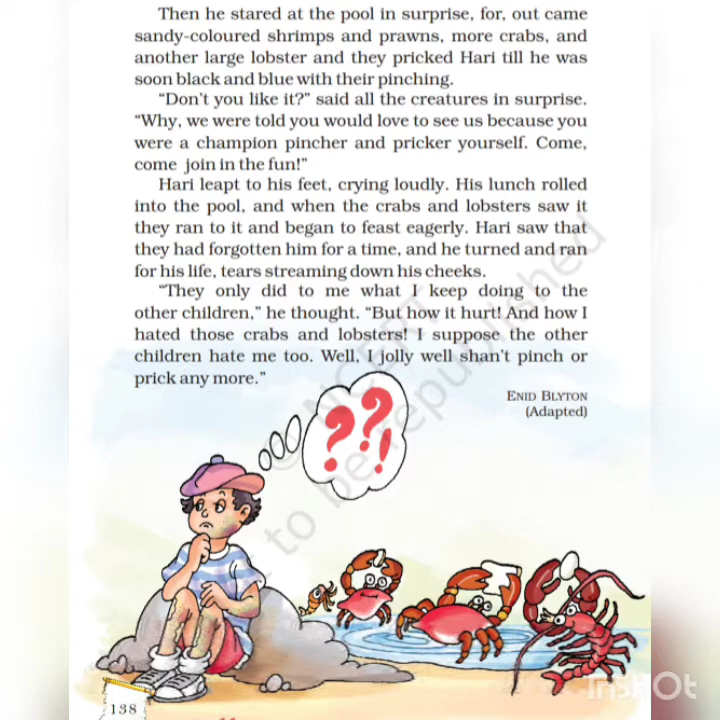 Then he stared at the pool in surprise, for, out came
sandy-coloured shrimps and prawns, more crabs, and
another large lobster and they pricked Hari till he was
soon black and blue with their pinching.
“Don’t you like it?” said all the creatures in surprise.
“Why, we were told you would love to see us because you
were a champion pincher and pricker yourself. Come,
come join in the fun!”
Hari leapt to his feet, crying loudly. His lunch rolled
into the pool, and when the crabs and lobsters saw it
they ran to it and began to feast eagerly. Hari saw that
they had forgotten him for a time, and he turned and ran
for his life, tears streaming down his cheeks.
“They only did to me what I keep doing to the
other children,” he thought. “But how it hurt! And how I
hated those crabs and lobsters! I suppose the other
children hate me too. Well, I jolly well shan’t pinch or
prick any more.”
ENID BLYTON
(Adapted)
??!
© NCERT
not to be republished
138
INSHOT